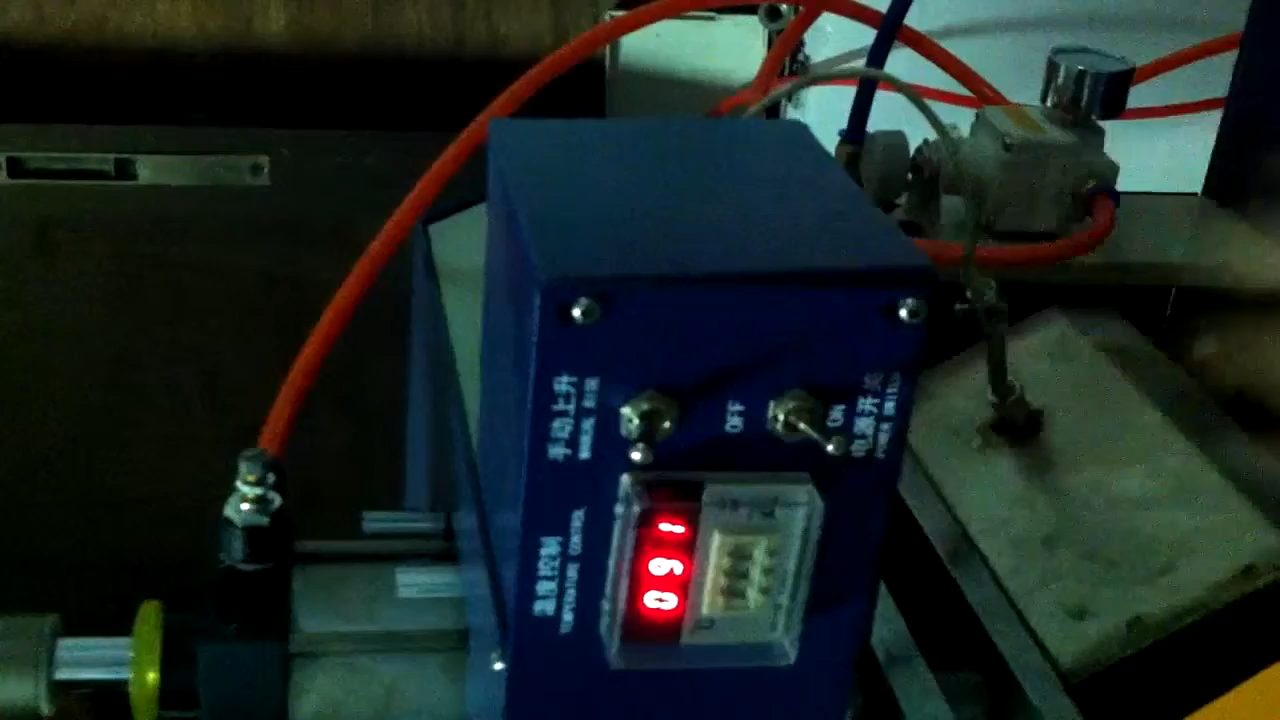 温度控制
TEMPERATURE CONTROL
手动上升
MANUAL RISE
OFF
ON
电源开关
POWER SWITCH